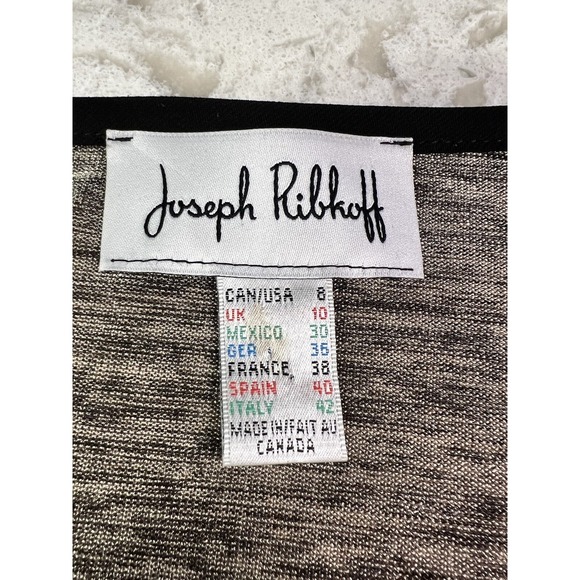 Joseph Ribkoff
CAN/USA 8
UK 10
MEXICO 30
GER 36
FRANCE 38
SPAIN 40
ITALY 42
MADE IN/FAIT AU
CANADA